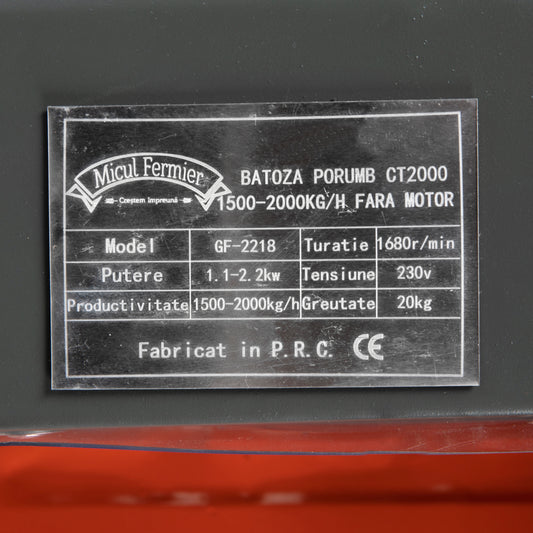 Micul Fermier
Creștem împreună
BATOZA PORUMB CT2000
1500-2000KG/H FARA MOTOR
Model GF-2218 Turatie 1680r/min
Putere 1.1-2.2kw Tensiune 230v
Productivitate 1500-2000kg/h Greutate 20kg
Fabricat in P.R.C. CE